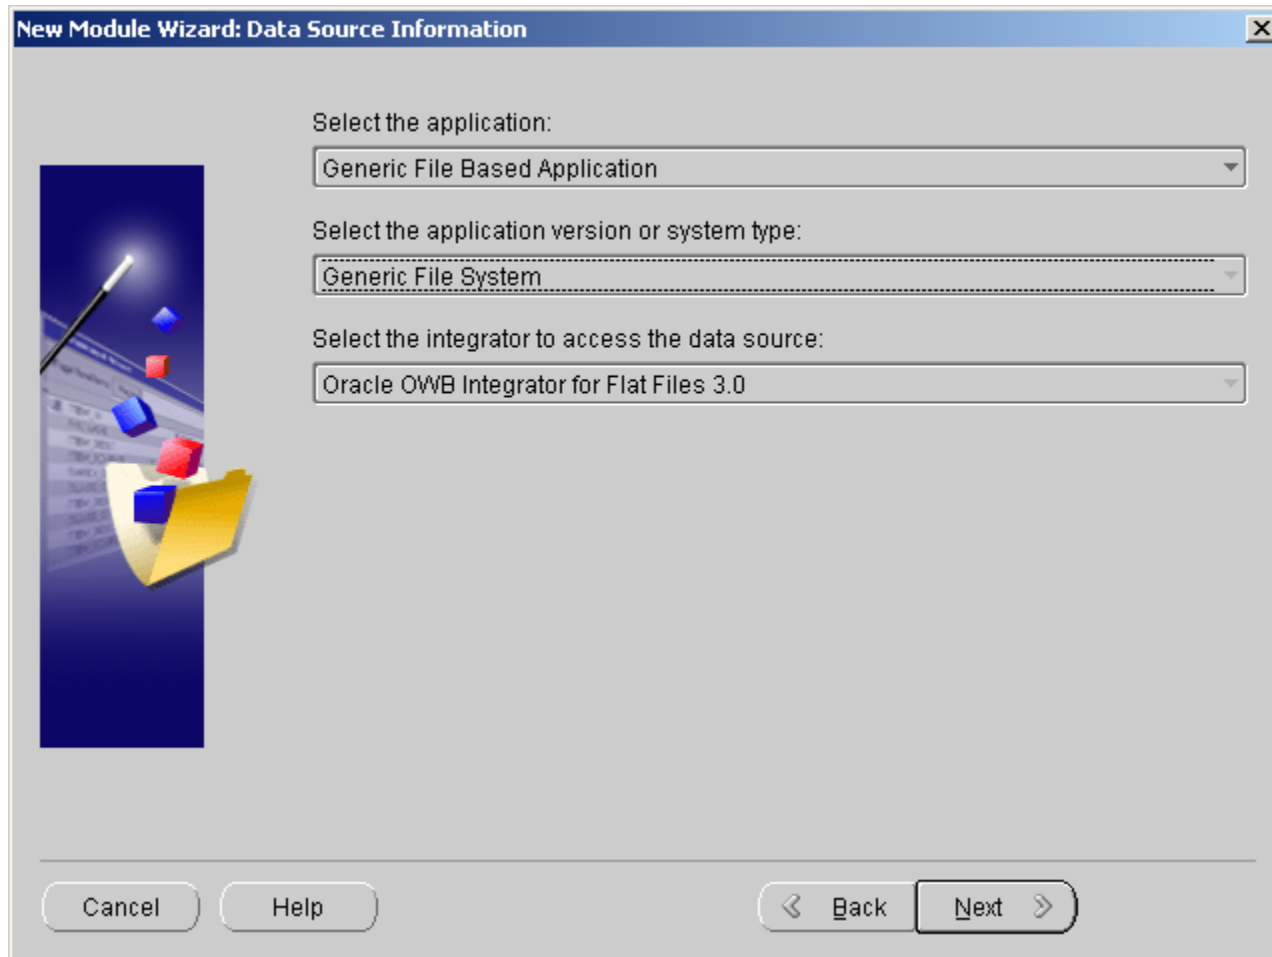 New Module Wizard: Data Source Information
Select the application:
Generic File Based Application
Select the application version or system type:
Generic File System
Select the integrator to access the data source:
Oracle OWB Integrator for Flat Files 3.0
Cancel
Help
Back
Next